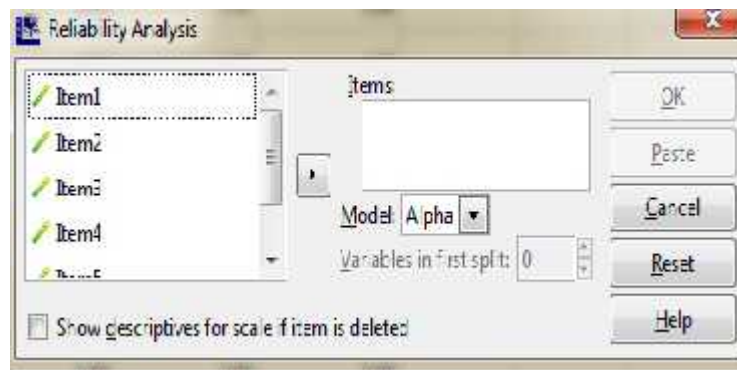 Reliability Analysis
Item1
Item2
Item3
Item4
Item5
Items
Model: Alpha
Variables in first split: 0
Show descriptives for scale if item is deleted
OK
Paste
Cancel
Reset
Help